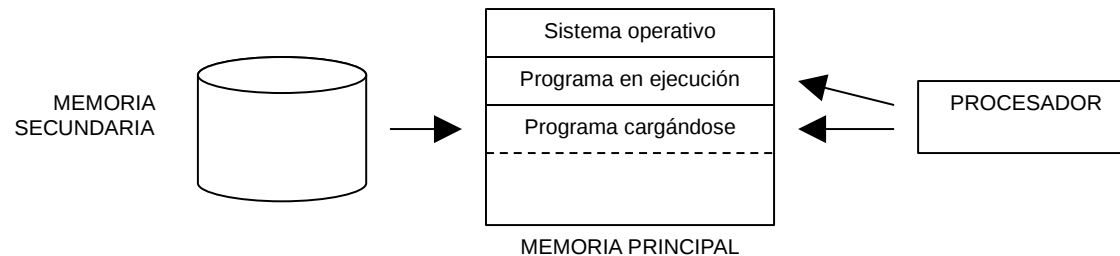 Sistema operativo
Programa en ejecución
MEMORIA
SECUNDARIA
PROCESADOR
Programa cargándose
MEMORIA PRINCIPAL